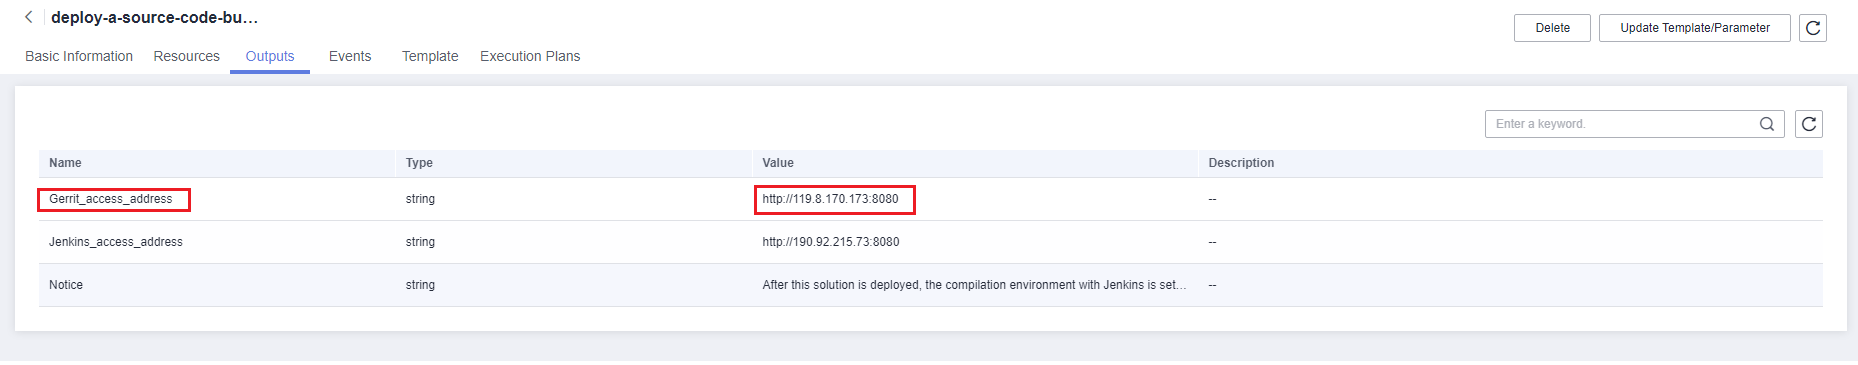 deploy-a-source-code-bu...
Delete
Update Template/Parameter
Basic Information
Resources
Outputs
Events
Template
Execution Plans
Enter a keyword.
Name Type Value Description
Gerrit_access_address string http://119.8.170.173:8080 --
Jenkins_access_address string http://190.92.215.73:8080 --
Notice string After this solution is deployed, the compilation environment with Jenkins is set... --